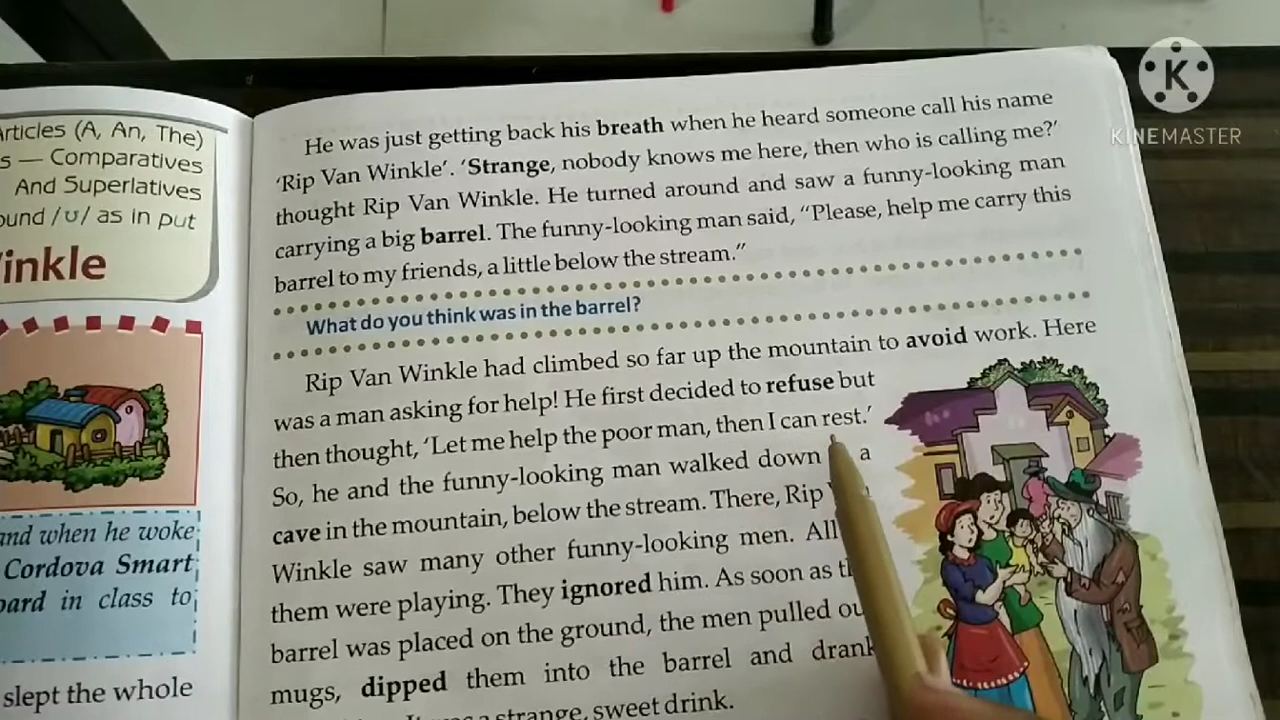 Articles (A, An, The)
s — Comparatives
And Superlatives
ound /ʊ/ as in put
inkle
and when he woke
Cordova Smart
oard in class to
slept the whole
He was just getting back his breath when he heard someone call his name
‘Rip Van Winkle’. ‘Strange, nobody knows me here, then who is calling me?’
thought Rip Van Winkle. He turned around and saw a funny-looking man
carrying a big barrel. The funny-looking man said, “Please, help me carry this
barrel to my friends, a little below the stream.”
What do you think was in the barrel?
Rip Van Winkle had climbed so far up the mountain to avoid work. Here
was a man asking for help! He first decided to refuse but
then thought, ‘Let me help the poor man, then I can rest.’
So, he and the funny-looking man walked down a
cave in the mountain, below the stream. There, Rip
Winkle saw many other funny-looking men. All
them were playing. They ignored him. As soon as
barrel was placed on the ground, the men pulled
mugs, dipped them into the barrel and drank
strange, sweet drink.
K
KINEMASTER